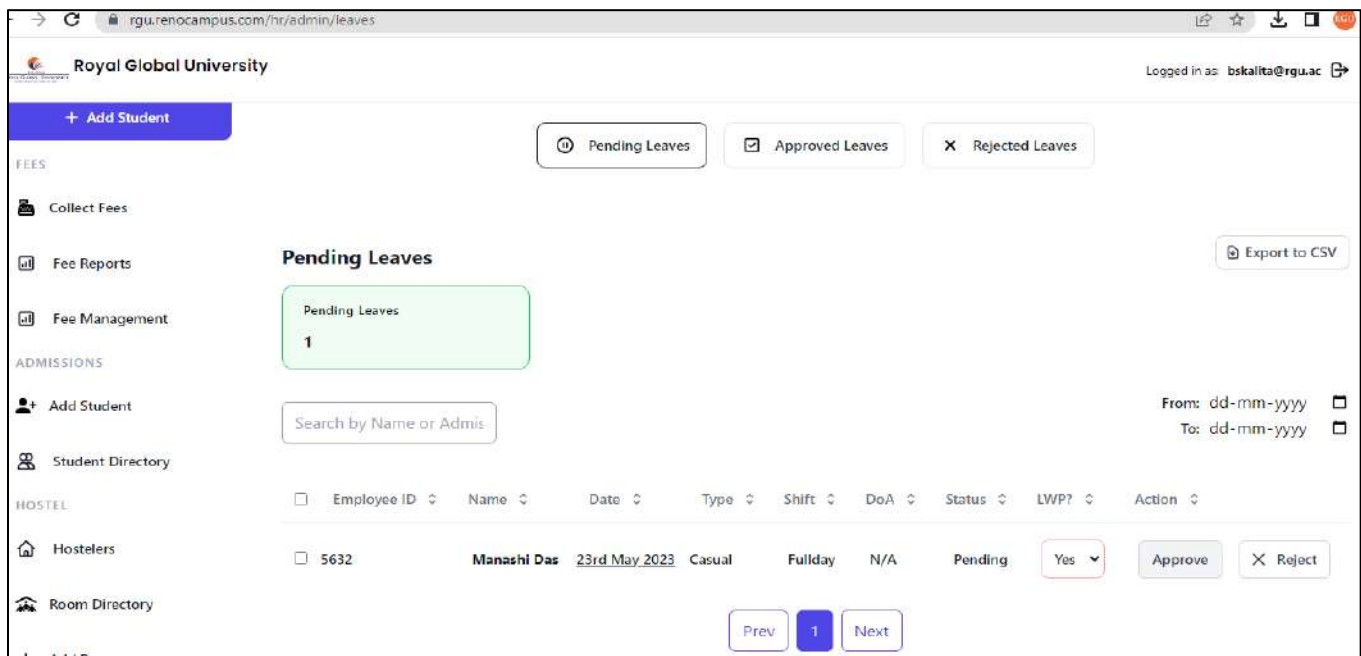 rgu.renocampus.com/hr/admin/leaves
RGU
Royal Global University
Logged in as: bskalita@rgu.ac
+ Add Student
Pending Leaves
Approved Leaves
Rejected Leaves
FEES
Collect Fees
Fee Reports
Fee Management
ADMISSIONS
Add Student
Student Directory
HOSTEL
Hostelers
Room Directory
Pending Leaves
Export to CSV
Pending Leaves
1
Search by Name or Admis
From: dd-mm-yyyy
To: dd-mm-yyyy
Employee ID Name Date Type Shift DoA Status LWP? Action
5632 Manashi Das 23rd May 2023 Casual Fullday N/A Pending Yes Approve Reject
Prev 1 Next